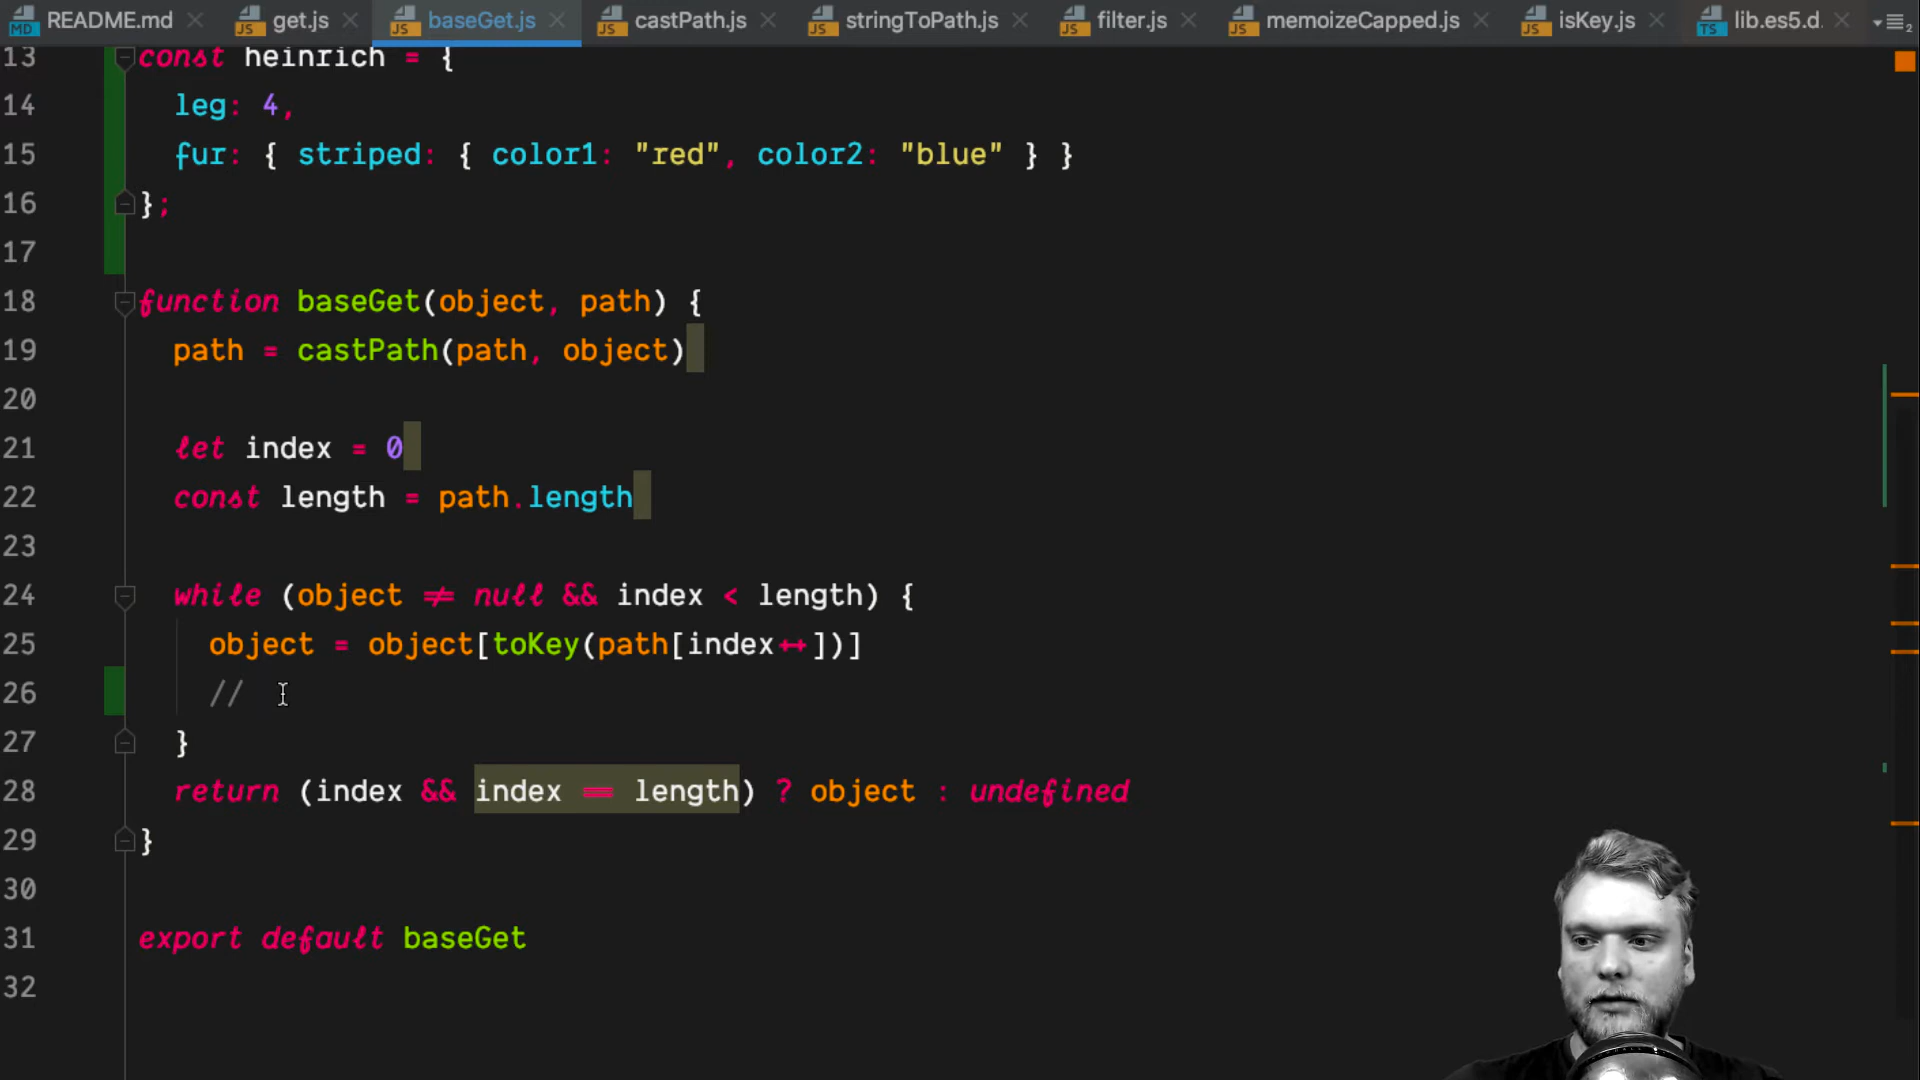 README.md get.js baseGet.js castPath.js stringToPath.js filter.js memoizeCapped.js isKey.js lib.es5.d.
13 const heinrich = {
14 leg: 4,
15 fur: { striped: { color1: "red", color2: "blue" } }
16 };
17
18 function baseGet(object, path) {
19 path = castPath(path, object)
20
21 let index = 0
22 const length = path.length
23
24 while (object ≠ null && index < length) {
25 object = object[toKey(path[index++])]
26 //
27 }
28 return (index && index == length) ? object : undefined
29 }
30
31 export default baseGet
32